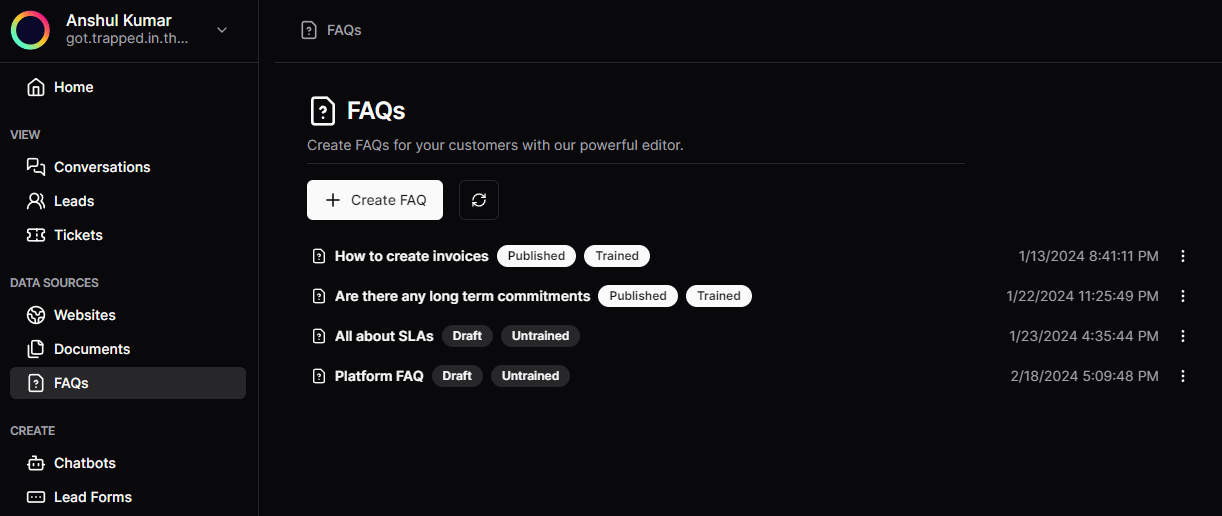 Anshul Kumar
got.trapped.in.th...
Home
VIEW
Conversations
Leads
Tickets
DATA SOURCES
Websites
Documents
FAQs
CREATE
Chatbots
Lead Forms
FAQs
FAQs
Create FAQs for your customers with our powerful editor.
Create FAQ
How to create invoices Published Trained 1/13/2024 8:41:11 PM
Are there any long term commitments Published Trained 1/22/2024 11:25:49 PM
All about SLAs Draft Untrained 1/23/2024 4:35:44 PM
Platform FAQ Draft Untrained 2/18/2024 5:09:48 PM